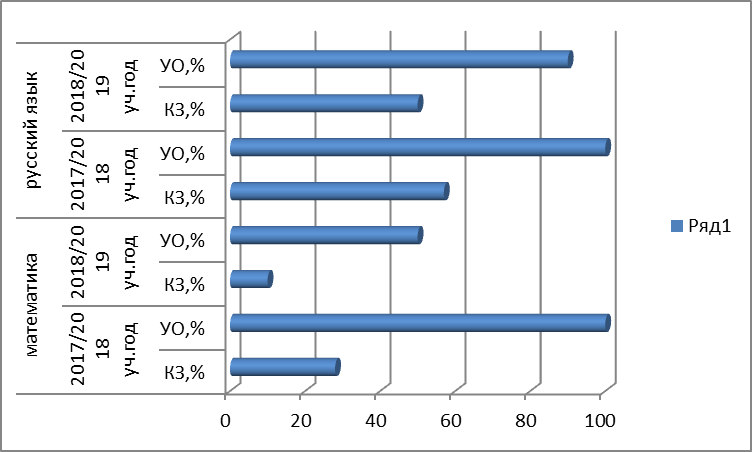 русский язык
2018/20
19
уч.год
УО,%
КЗ,%
2017/20
18
уч.год
УО,%
КЗ,%
математика
2018/20
19
уч.год
УО,%
КЗ,%
2017/20
18
уч.год
УО,%
КЗ,%
0 20 40 60 80 100
Ряд1